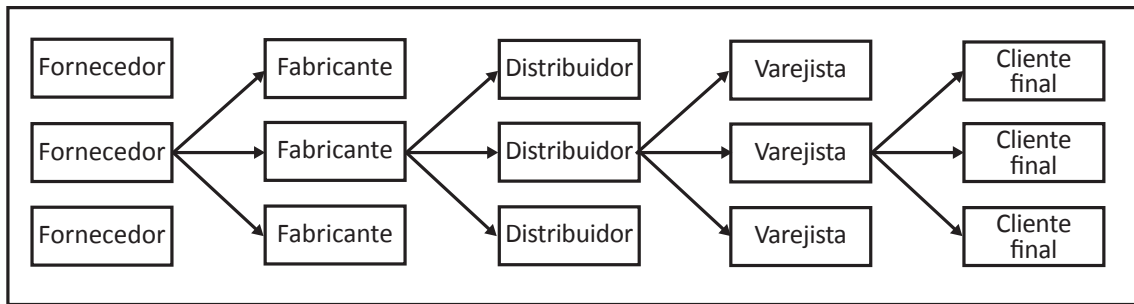 Fornecedor
Fabricante
Distribuidor
Varejista
Cliente
final
Fornecedor
Fabricante
Distribuidor
Varejista
Cliente
final
Fornecedor
Fabricante
Distribuidor
Varejista
Cliente
final